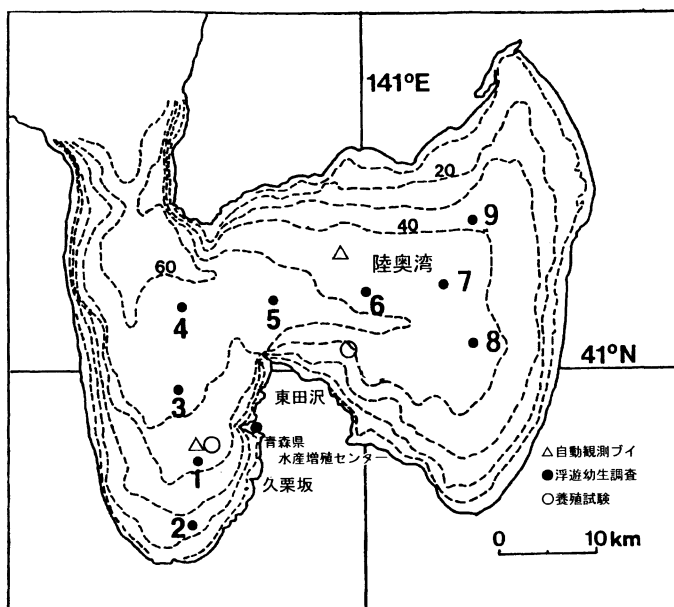 141°E
20
40
60
陸奥湾
9
7
6
5
4
8
41°N
3
東田沢
青森県
水産増殖センター
久栗坂
1
2
△自動観測ブイ
●浮遊幼生調査
○養殖試験
0 10 km